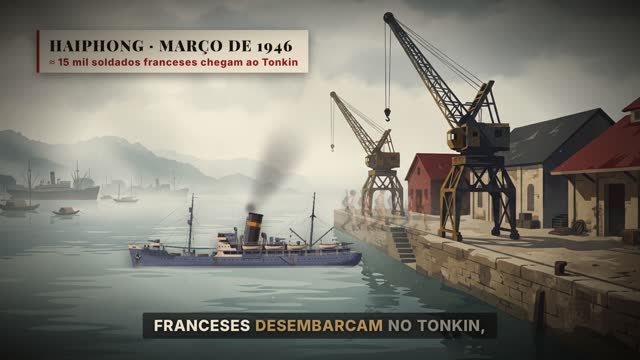 HAIPHONG · MARÇO DE 1946
≈ 15 mil soldados franceses chegam ao Tonkin
FRANCESES DESEMBARCAM NO TONKIN,